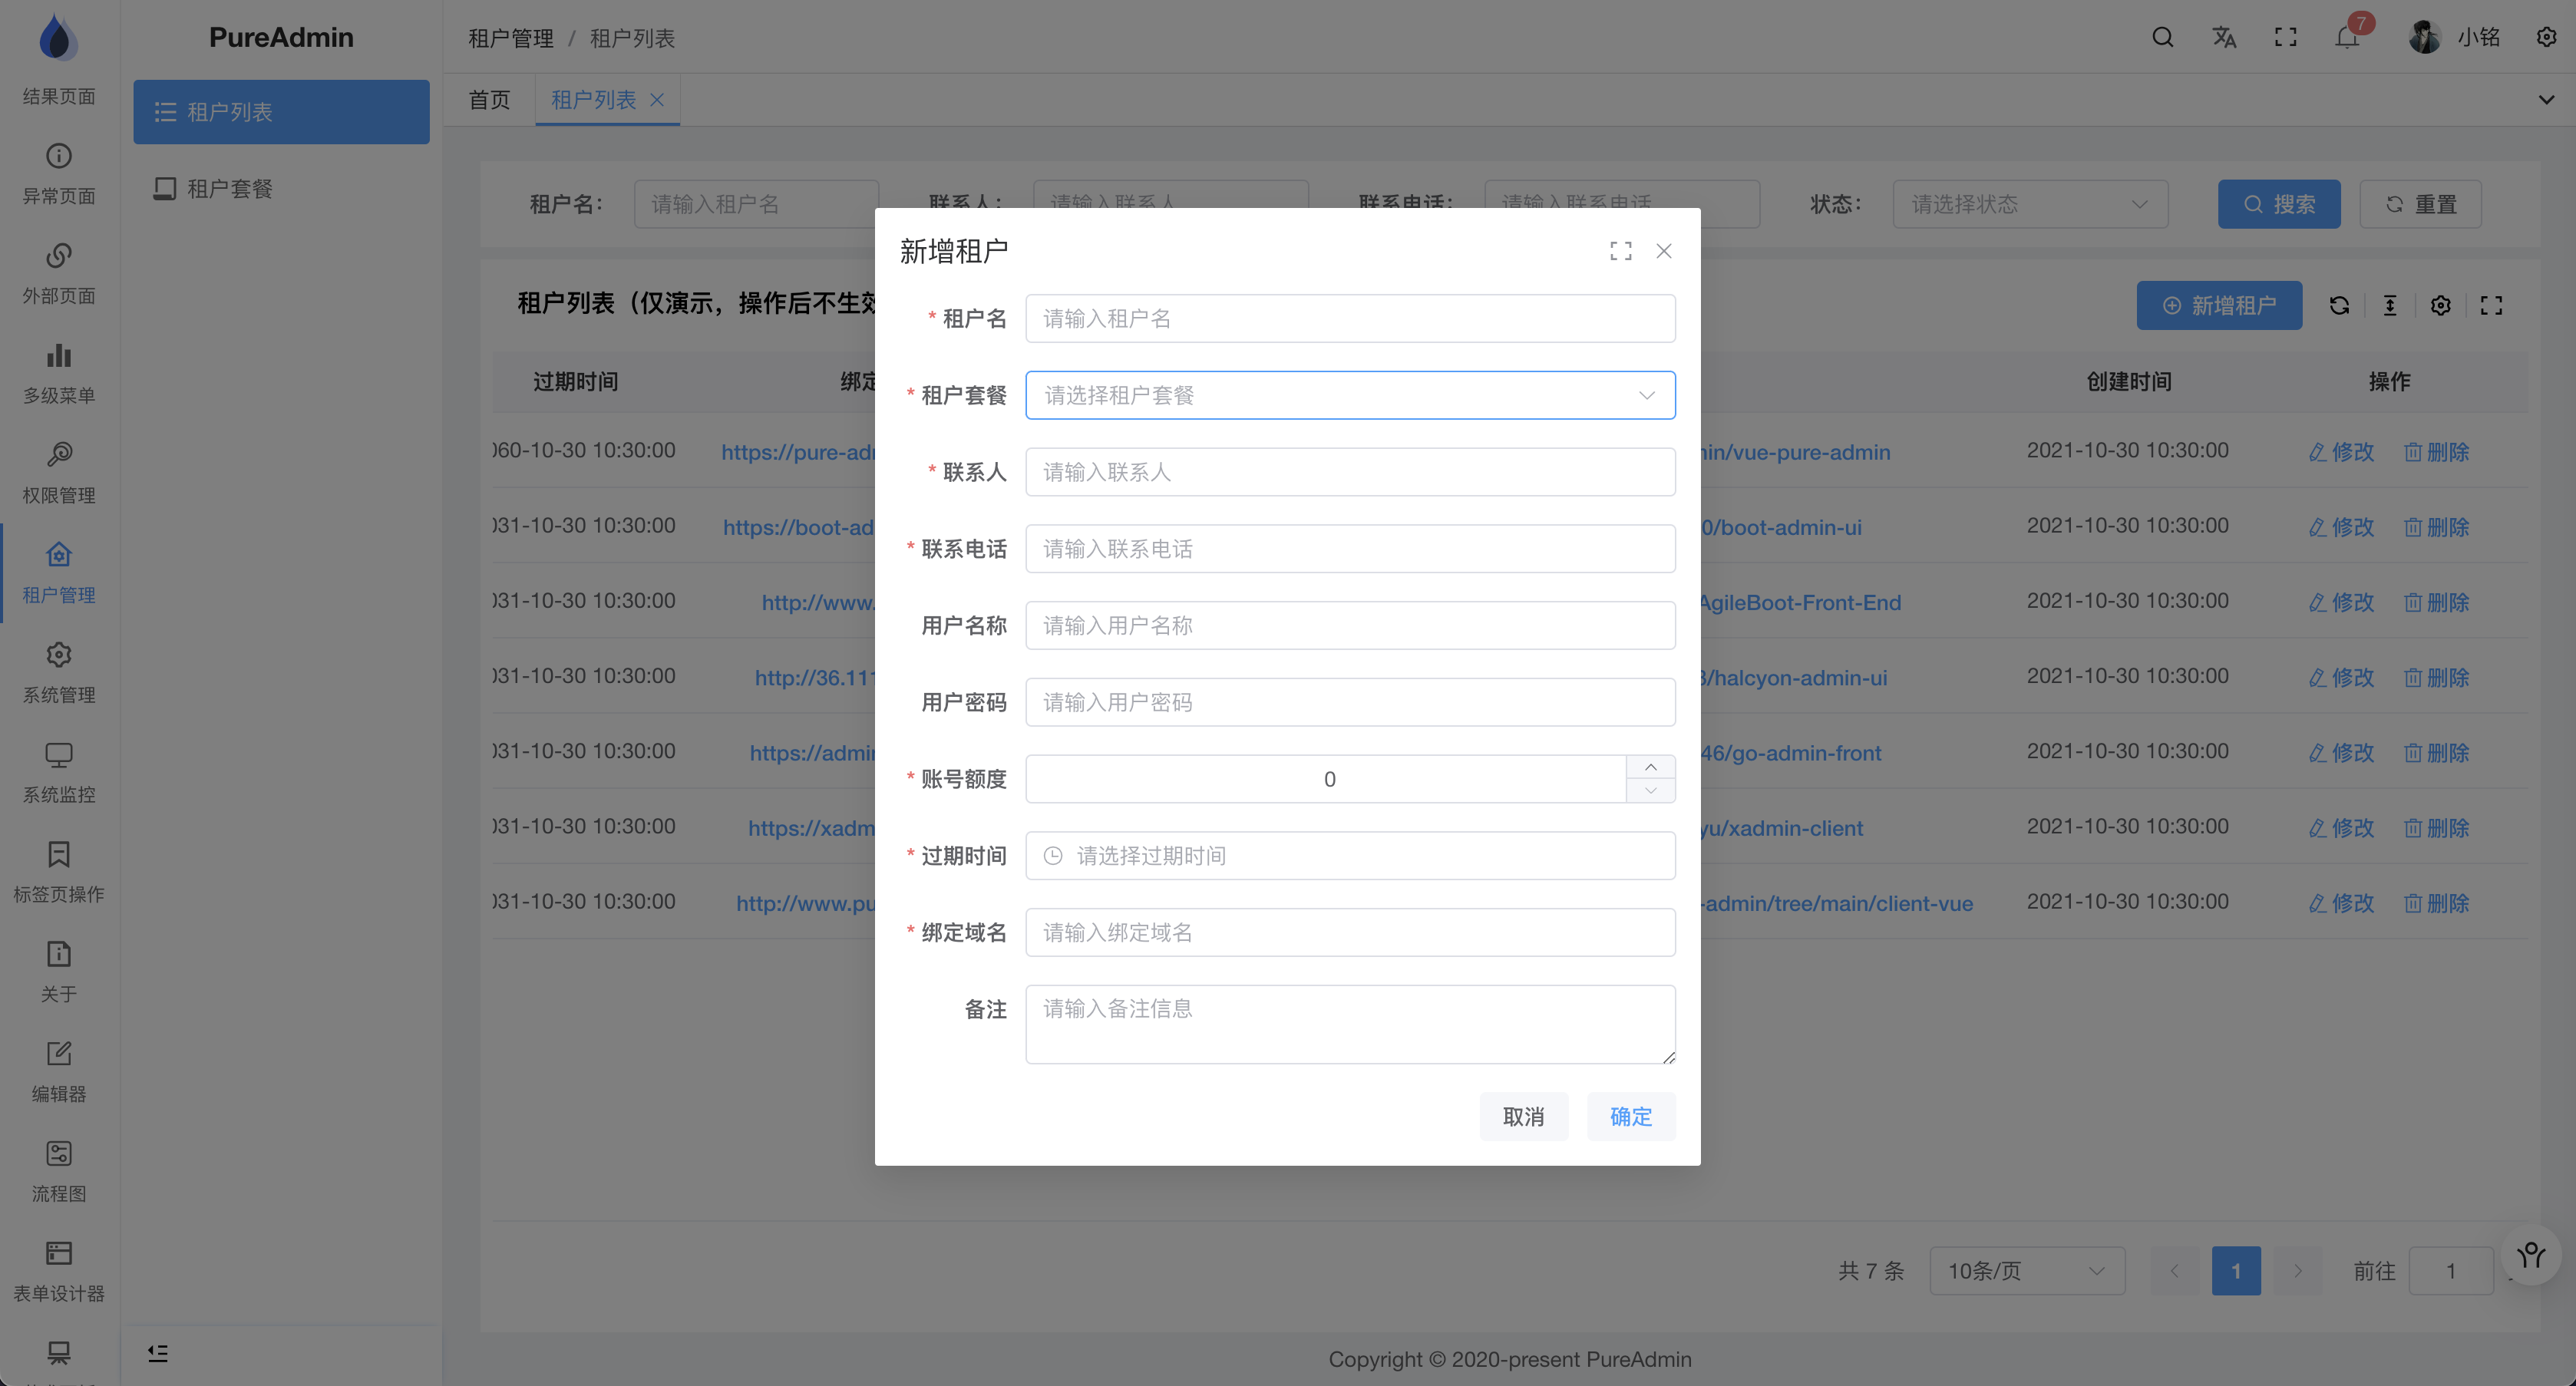 PureAdmin
租户管理 / 租户列表
7
小铭
结果页面
异常页面
外部页面
多级菜单
权限管理
租户管理
系统管理
系统监控
标签页操作
关于
编辑器
流程图
表单设计器
租户列表
租户套餐
首页
租户列表
租户名：
请输入租户名
联系人：
请输入联系人
联系电话：
请输入联系电话
状态：
请选择状态
搜索
重置
租户列表（仅演示，操作后不生效
新增租户
过期时间
创建时间
操作
060-10-30 10:30:00 https://pure-ad in/vue-pure-admin 2021-10-30 10:30:00 修改 删除
031-10-30 10:30:00 https://boot-ad 0/boot-admin-ui 2021-10-30 10:30:00 修改 删除
031-10-30 10:30:00 http://www. AgileBoot-Front-End 2021-10-30 10:30:00 修改 删除
031-10-30 10:30:00 http://36.111 /halcyon-admin-ui 2021-10-30 10:30:00 修改 删除
031-10-30 10:30:00 https://admin 46/go-admin-front 2021-10-30 10:30:00 修改 删除
031-10-30 10:30:00 https://xadm yu/xadmin-client 2021-10-30 10:30:00 修改 删除
031-10-30 10:30:00 http://www.pu -admin/tree/main/client-vue 2021-10-30 10:30:00 修改 删除
新增租户
* 租户名 请输入租户名
* 租户套餐 请选择租户套餐
* 联系人 请输入联系人
* 联系电话 请输入联系电话
用户名称 请输入用户名称
用户密码 请输入用户密码
* 账号额度 0
* 过期时间 请选择过期时间
* 绑定域名 请输入绑定域名
备注 请输入备注信息
取消
确定
共 7 条
10条/页
1
前往
1
Copyright © 2020-present PureAdmin